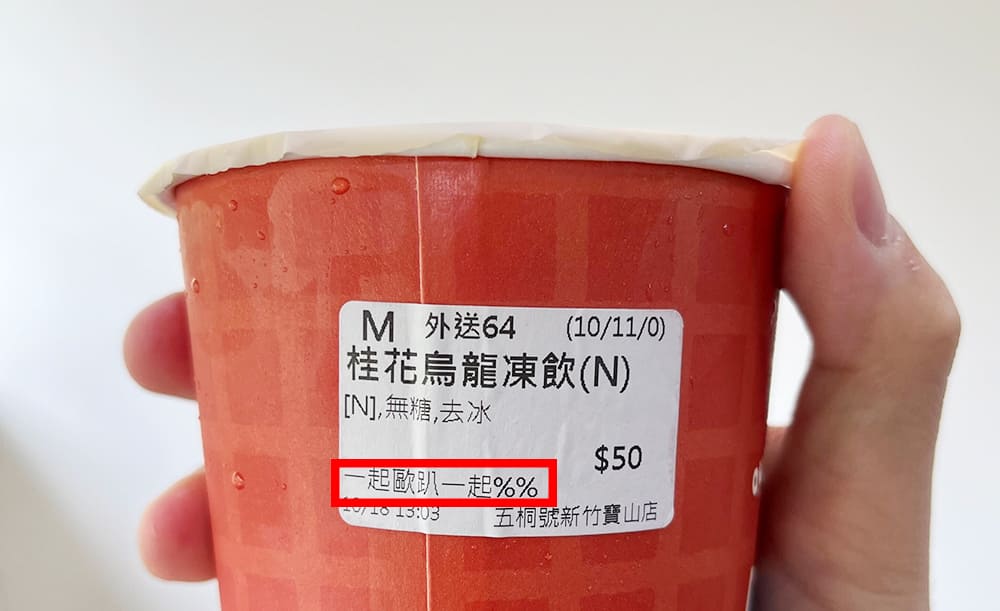 M 外送64 (10/11/0)
桂花烏龍凍飲(N)
[N],無糖,去冰
$50
一起歐趴一起%%
10/18 13:03 五桐號新竹寶山店